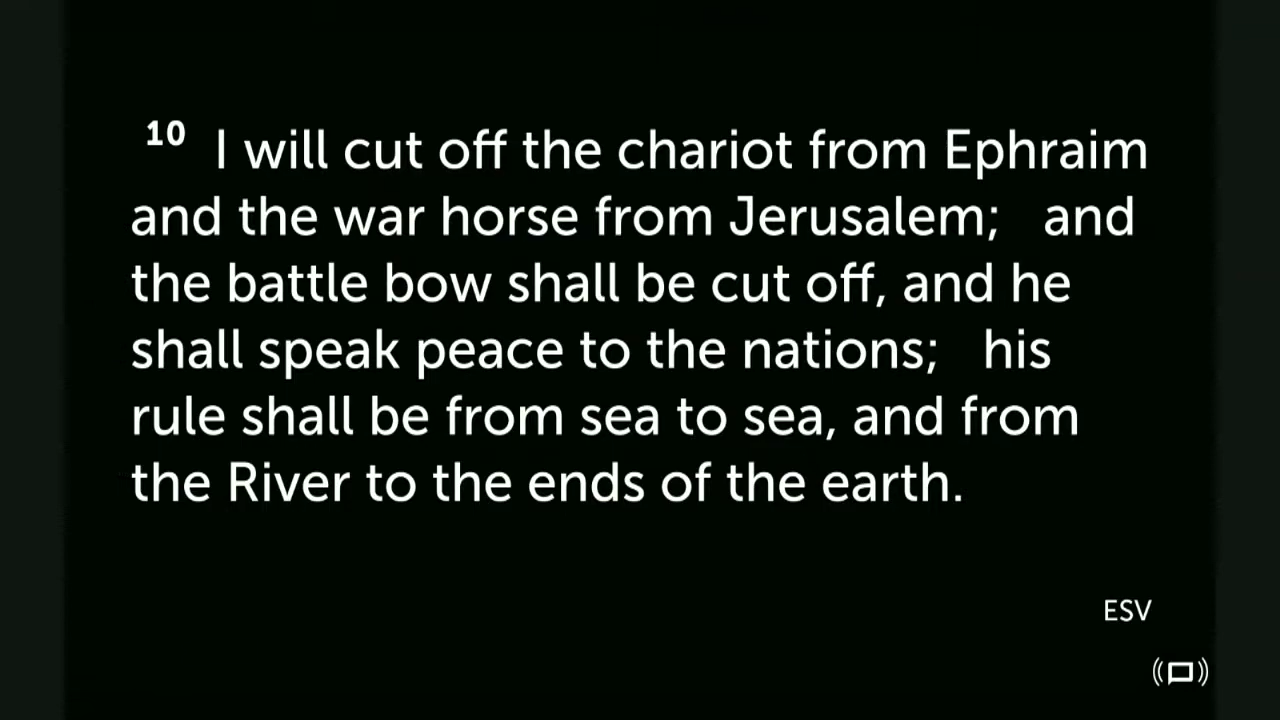 10 I will cut off the chariot from Ephraim
and the war horse from Jerusalem; and
the battle bow shall be cut off, and he
shall speak peace to the nations; his
rule shall be from sea to sea, and from
the River to the ends of the earth.
ESV